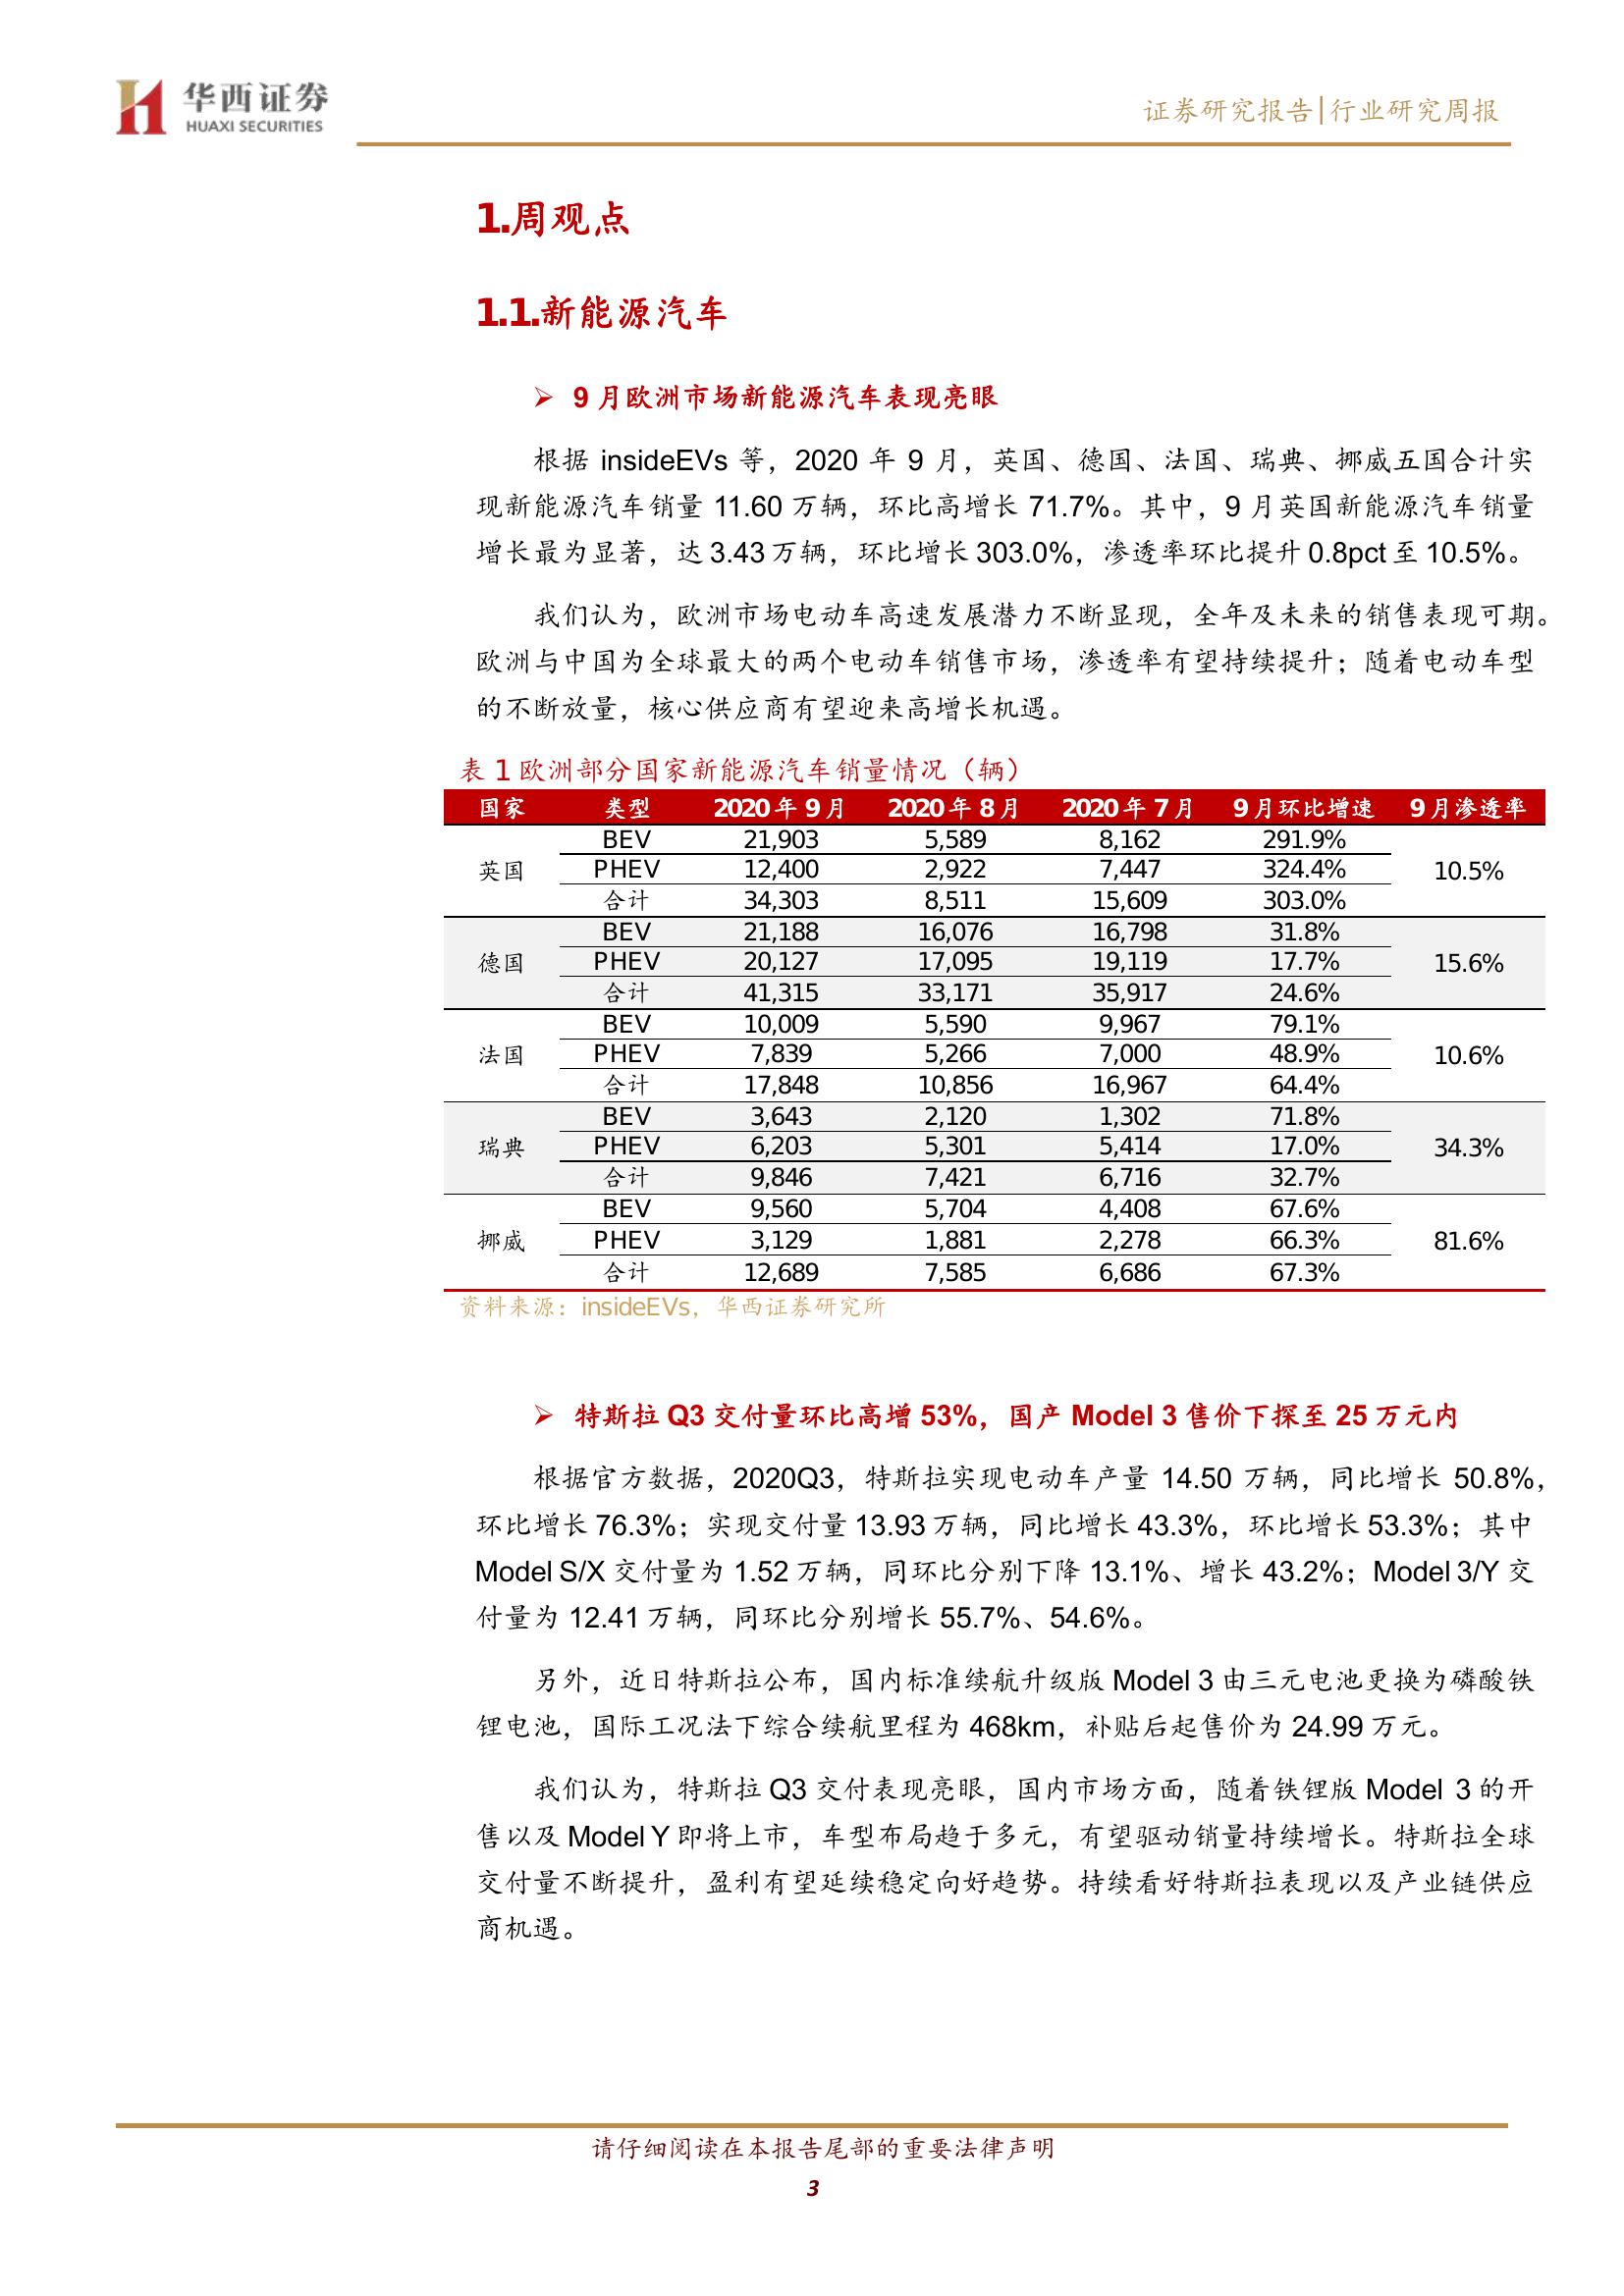 华西证券
HUAXI SECURITIES
证券研究报告|行业研究周报
1.周观点
1.1.新能源汽车
➢ 9 月欧洲市场新能源汽车表现亮眼
根据 insideEVs 等，2020 年 9 月，英国、德国、法国、瑞典、挪威五国合计实
现新能源汽车销量 11.60 万辆，环比高增长 71.7%。其中，9 月英国新能源汽车销量
增长最为显著，达 3.43 万辆，环比增长 303.0%，渗透率环比提升 0.8pct 至 10.5%。
我们认为，欧洲市场电动车高速发展潜力不断显现，全年及未来的销售表现可期。
欧洲与中国为全球最大的两个电动车销售市场，渗透率有望持续提升；随着电动车型
的不断放量，核心供应商有望迎来高增长机遇。
表 1 欧洲部分国家新能源汽车销量情况（辆）
国家 类型 2020 年 9 月 2020 年 8 月 2020 年 7 月 9 月环比增速 9 月渗透率
BEV 21,903 5,589 8,162 291.9%
英国 PHEV 12,400 2,922 7,447 324.4% 10.5%
合计 34,303 8,511 15,609 303.0%
BEV 21,188 16,076 16,798 31.8%
德国 PHEV 20,127 17,095 19,119 17.7% 15.6%
合计 41,315 33,171 35,917 24.6%
BEV 10,009 5,590 9,967 79.1%
法国 PHEV 7,839 5,266 7,000 48.9% 10.6%
合计 17,848 10,856 16,967 64.4%
BEV 3,643 2,120 1,302 71.8%
瑞典 PHEV 6,203 5,301 5,414 17.0% 34.3%
合计 9,846 7,421 6,716 32.7%
BEV 9,560 5,704 4,408 67.6%
挪威 PHEV 3,129 1,881 2,278 66.3% 81.6%
合计 12,689 7,585 6,686 67.3%
资料来源：insideEVs，华西证券研究所
➢ 特斯拉 Q3 交付量环比高增 53%，国产 Model 3 售价下探至 25 万元内
根据官方数据，2020Q3，特斯拉实现电动车产量 14.50 万辆，同比增长 50.8%，
环比增长 76.3%；实现交付量 13.93 万辆，同比增长 43.3%，环比增长 53.3%；其中
Model S/X 交付量为 1.52 万辆，同环比分别下降 13.1%、增长 43.2%；Model 3/Y 交
付量为 12.41 万辆，同环比分别增长 55.7%、54.6%。
另外，近日特斯拉公布，国内标准续航升级版 Model 3 由三元电池更换为磷酸铁
锂电池，国际工况法下综合续航里程为 468km，补贴后起售价为 24.99 万元。
我们认为，特斯拉 Q3 交付表现亮眼，国内市场方面，随着铁锂版 Model 3 的开
售以及 Model Y 即将上市，车型布局趋于多元，有望驱动销量持续增长。特斯拉全球
交付量不断提升，盈利有望延续稳定向好趋势。持续看好特斯拉表现以及产业链供应
商机遇。
请仔细阅读在本报告尾部的重要法律声明
3